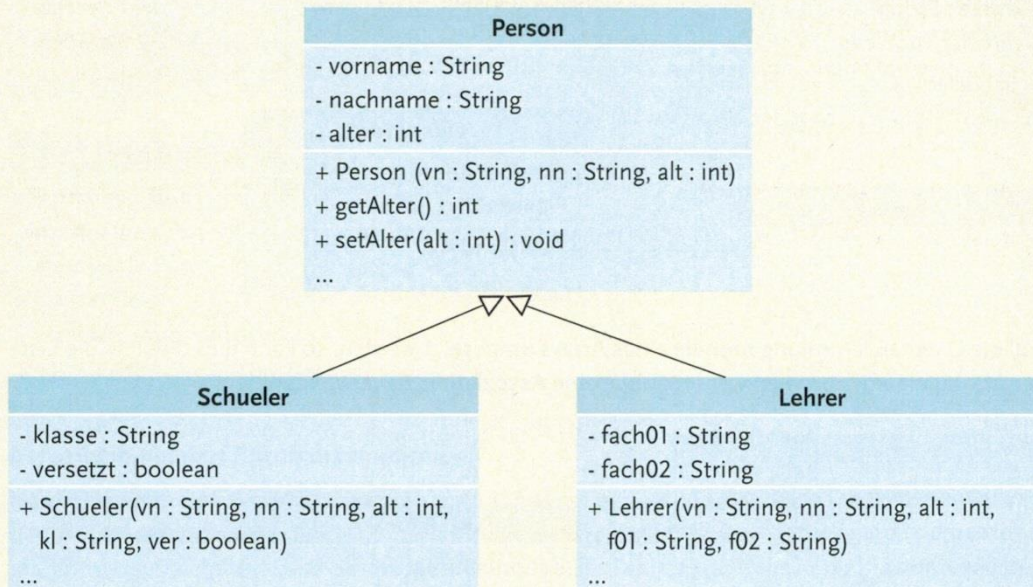 Person
- vorname : String
- nachname : String
- alter : int
+ Person (vn : String, nn : String, alt : int)
+ getAlter() : int
+ setAlter(alt : int) : void
...
Schueler
- klasse : String
- versetzt : boolean
+ Schueler(vn : String, nn : String, alt : int,
kl : String, ver : boolean)
...
Lehrer
- fach01 : String
- fach02 : String
+ Lehrer(vn : String, nn : String, alt : int,
f01 : String, f02 : String)
...